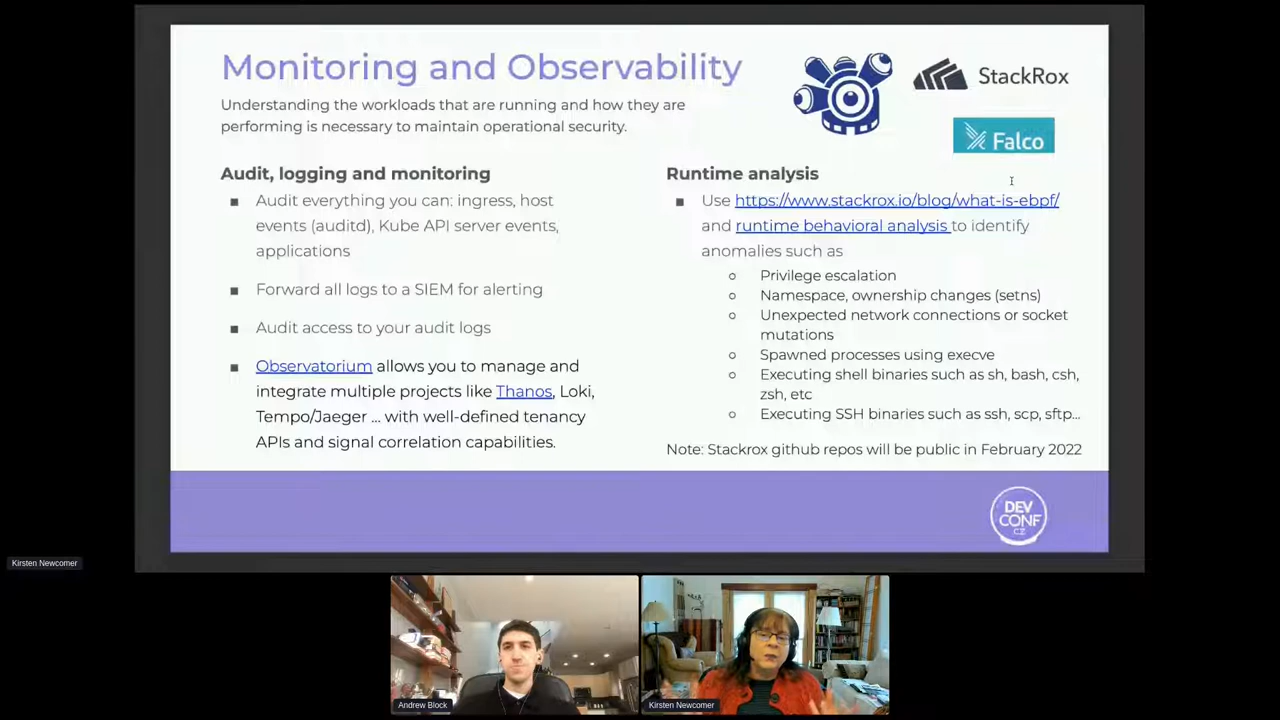 Monitoring and Observability
Understanding the workloads that are running and how they are
performing is necessary to maintain operational security.
StackRox
Falco
Audit, logging and monitoring
■ Audit everything you can: ingress, host
events (auditd), Kube API server events,
applications
■ Forward all logs to a SIEM for alerting
■ Audit access to your audit logs
■ Observatorium allows you to manage and
integrate multiple projects like Thanos, Loki,
Tempo/Jaeger ... with well-defined tenancy
APIs and signal correlation capabilities.
Runtime analysis
■ Use https://www.stackrox.io/blog/what-is-ebpf/
and runtime behavioral analysis to identify
anomalies such as
○ Privilege escalation
○ Namespace, ownership changes (setns)
○ Unexpected network connections or socket
mutations
○ Spawned processes using execve
○ Executing shell binaries such as sh, bash, csh,
zsh, etc
○ Executing SSH binaries such as ssh, scp, sftp...
Note: Stackrox github repos will be public in February 2022
DEV
CONF
CZ
Kirsten Newcomer
Andrew Block
Kirsten Newcomer